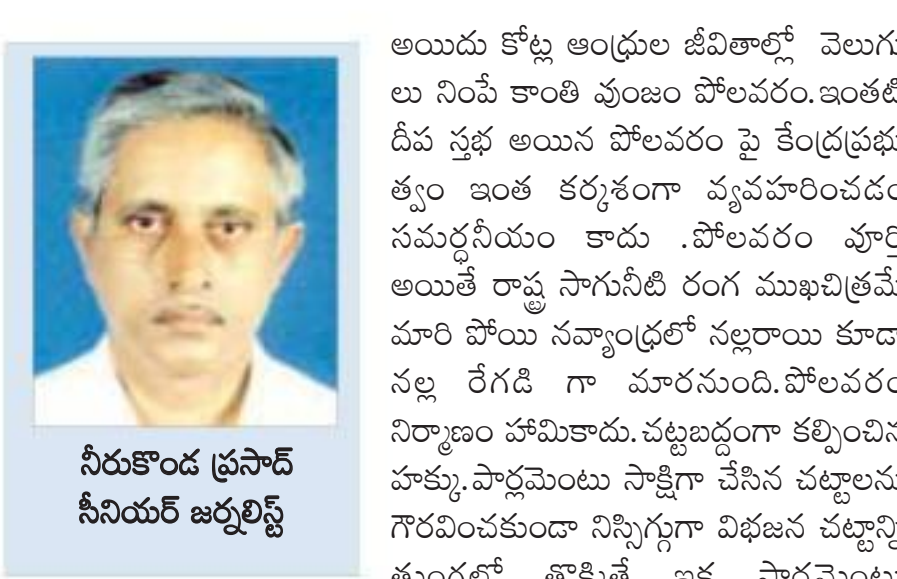 నీరుకొండ ప్రసాద్
సీనియర్ జర్నలిస్ట్
అయిదు కోట్ల ఆంధ్రుల జీవితాల్లో వెలుగు
లు నింపే కాంతి వుంజం పోలవరం.ఇంతటి
దీప స్తభ అయిన పోలవరం పై కేంద్రప్రభు
త్వం ఇంత కర్కశంగా వ్యవహరించడం
సమర్ధనీయం కాదు .పోలవరం వూర్తి
అయితే రాష్ట్ర సాగునీటి రంగ ముఖచిత్రమే
మారి పోయి నవ్యాంధ్రలో నల్లరాయి కూడా
నల్ల రేగడి గా మారనుంది.పోలవరం
నిర్మాణం హామికాదు.చట్టబద్దంగా కల్పించిన
హక్కు.పార్లమెంటు సాక్షిగా చేసిన చట్టాలను
గౌరవించకుండా నిస్సిగ్గుగా విభజన చట్టాన్ని